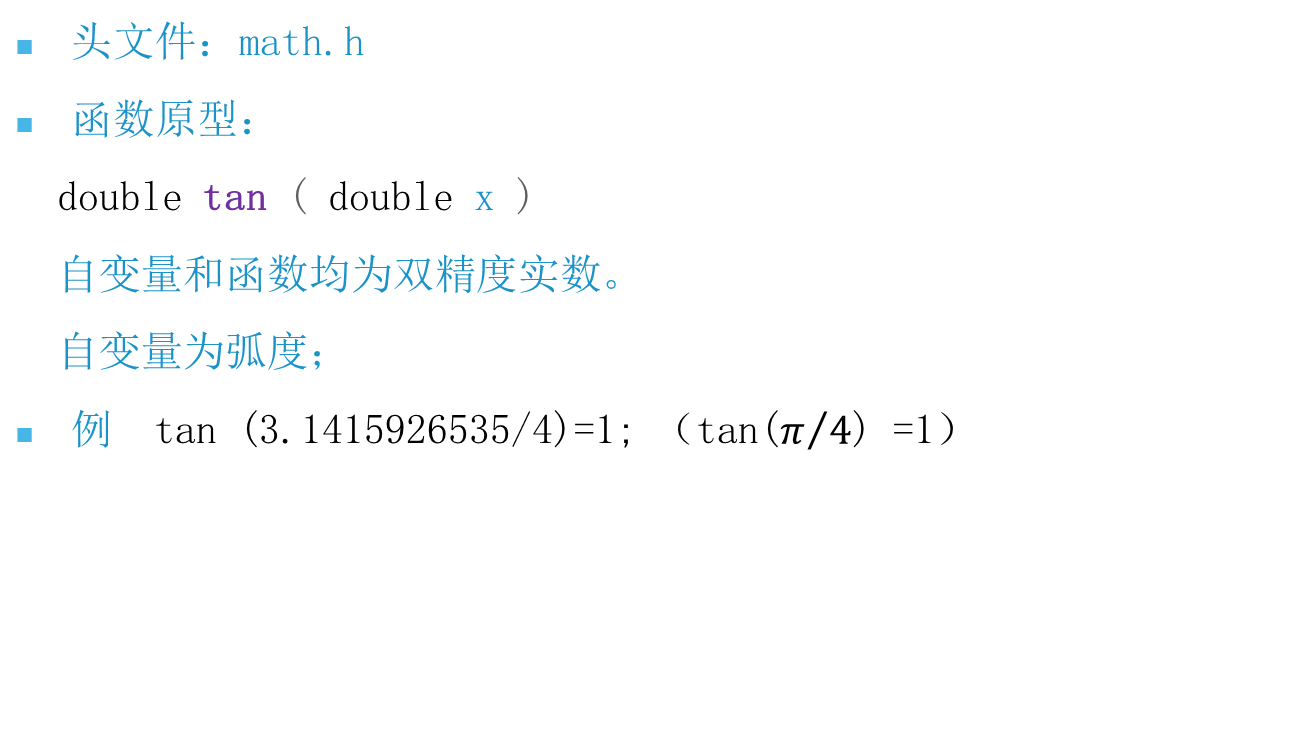 头文件：math.h
函数原型：
double tan ( double x )
自变量和函数均为双精度实数。
自变量为弧度；
例 tan (3.1415926535/4)=1; （tan(π/4) =1）